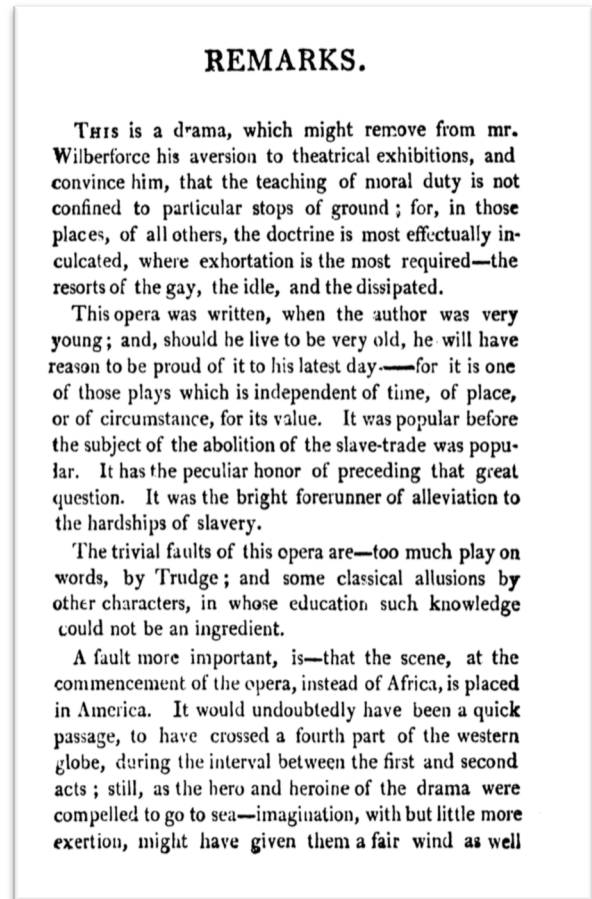 REMARKS.
THIS is a drama, which might remove from mr.
Wilberforce his aversion to theatrical exhibitions, and
convince him, that the teaching of moral duty is not
confined to particular stops of ground ; for, in those
places, of all others, the doctrine is most effectually in-
culcated, where exhortation is the most required—the
resorts of the gay, the idle, and the dissipated.
This opera was written, when the author was very
young ; and, should he live to be very old, he will have
reason to be proud of it to his latest day.——for it is one
of those plays which is independent of time, of place,
or of circumstance, for its value. It was popular before
the subject of the abolition of the slave-trade was popu-
lar. It has the peculiar honor of preceding that great
question. It was the bright forerunner of alleviation to
the hardships of slavery.
The trivial faults of this opera are—too much play on
words, by Trudge ; and some classical allusions by
other characters, in whose education such knowledge
could not be an ingredient.
A fault more important, is—that the scene, at the
commencement of the opera, instead of Africa, is placed
in America. It would undoubtedly have been a quick
passage, to have crossed a fourth part of the western
globe, during the interval between the first and second
acts ; still, as the hero and heroine of the drama were
compelled to go to sea—imagination, with but little more
exertion, might have given them a fair wind as well